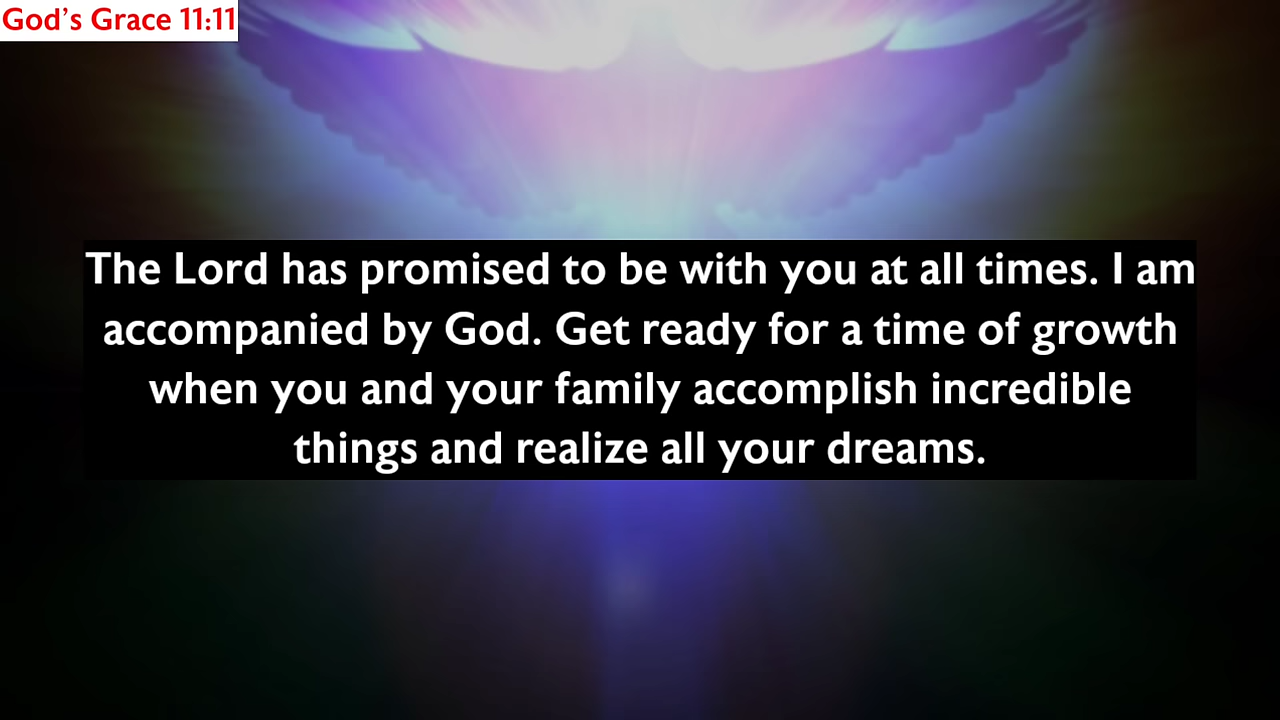 God’s Grace 11:11
The Lord has promised to be with you at all times. I am
accompanied by God. Get ready for a time of growth
when you and your family accomplish incredible
things and realize all your dreams.